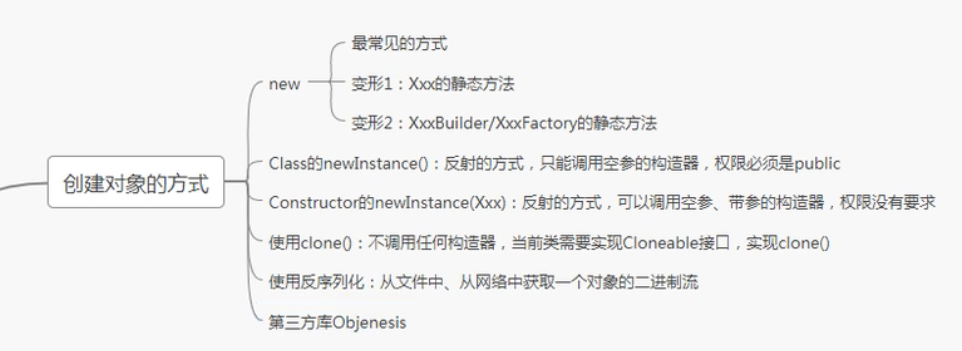 创建对象的方式
new
最常见的方式
变形1：Xxx的静态方法
变形2：XxxBuilder/XxxFactory的静态方法
Class的newInstance()：反射的方式，只能调用空参的构造器，权限必须是public
Constructor的newInstance(Xxx)：反射的方式，可以调用空参、带参的构造器，权限没有要求
使用clone()：不调用任何构造器，当前类需要实现Cloneable接口，实现clone()
使用反序列化：从文件中、从网络中获取一个对象的二进制流
第三方库Objenesis